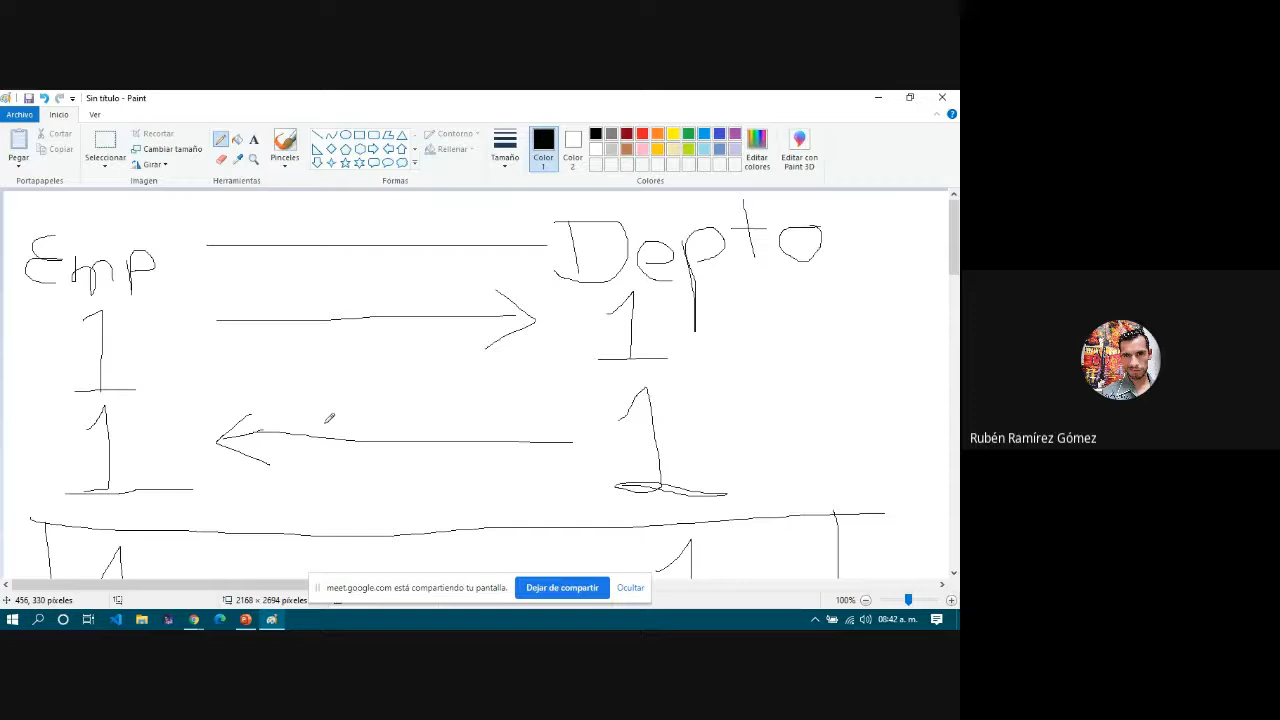 Sin título - Paint
Archivo Inicio Ver
Pegar
Cortar
Copiar
Portapapeles
Seleccionar
Recortar
Cambiar tamaño
Girar
Imagen
A
Herramientas
Pinceles
Contorno
Rellenar
Formas
Tamaño
Color 1
Color 2
Editar colores
Editar con Paint 3D
Colores
Emp Depto
1 1
1 1
1 1
Rubén Ramírez Gómez
meet.google.com está compartiendo tu pantalla. Dejar de compartir Ocultar
456, 330 píxeles 2168 × 2694 píxeles 100%
08:42 a. m.